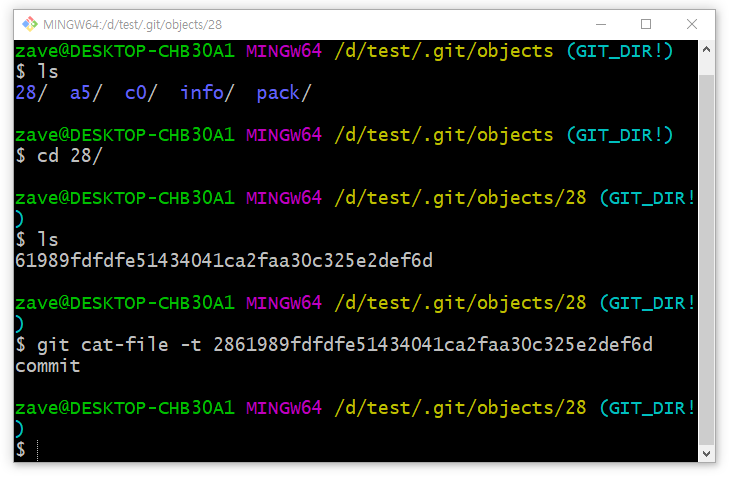 MINGW64:/d/test/.git/objects/28
zave@DESKTOP-CHB30A1 MINGW64 /d/test/.git/objects (GIT_DIR!)
$ ls
28/  a5/  c0/  info/  pack/
zave@DESKTOP-CHB30A1 MINGW64 /d/test/.git/objects (GIT_DIR!)
$ cd 28/
zave@DESKTOP-CHB30A1 MINGW64 /d/test/.git/objects/28 (GIT_DIR!
)
$ ls
61989fdfdfe51434041ca2faa30c325e2def6d
zave@DESKTOP-CHB30A1 MINGW64 /d/test/.git/objects/28 (GIT_DIR!
)
$ git cat-file -t 2861989fdfdfe51434041ca2faa30c325e2def6d
commit
zave@DESKTOP-CHB30A1 MINGW64 /d/test/.git/objects/28 (GIT_DIR!
)
$